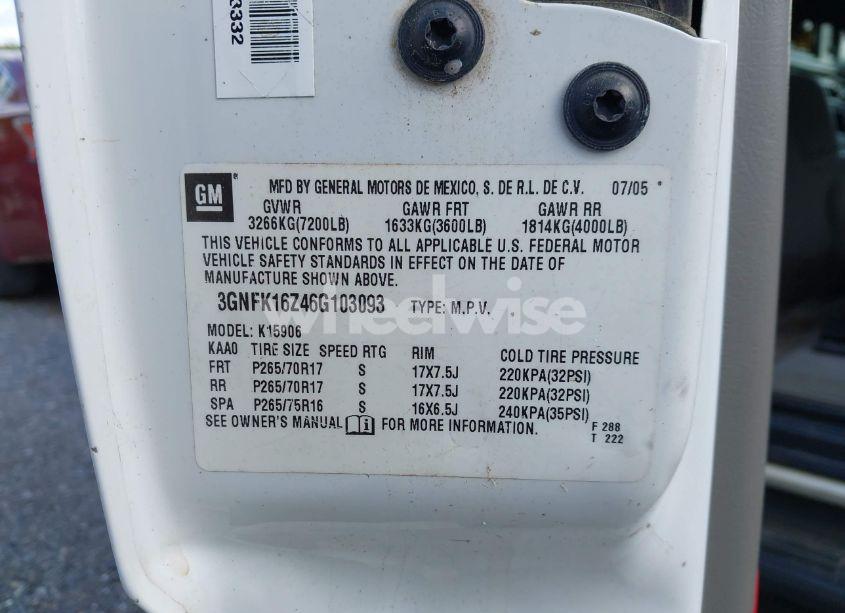 3332
GM
MFD BY GENERAL MOTORS DE MEXICO, S. DE R.L. DE C.V. 07/05
GVWR GAWR FRT GAWR RR
3266KG(7200LB) 1633KG(3600LB) 1814KG(4000LB)
THIS VEHICLE CONFORMS TO ALL APPLICABLE U.S. FEDERAL MOTOR
VEHICLE SAFETY STANDARDS IN EFFECT ON THE DATE OF
MANUFACTURE SHOWN ABOVE.
3GNFK16Z46G103093 TYPE: M.P.V.
wheelwise
MODEL: K15906
KAA0 TIRE SIZE SPEED RTG RIM COLD TIRE PRESSURE
FRT P265/70R17 S 17X7.5J 220KPA(32PSI)
RR P265/70R17 S 17X7.5J 220KPA(32PSI)
SPA P265/75R16 S 16X6.5J 240KPA(35PSI)
SEE OWNER'S MANUAL FOR MORE INFORMATION.
F 288
T 222